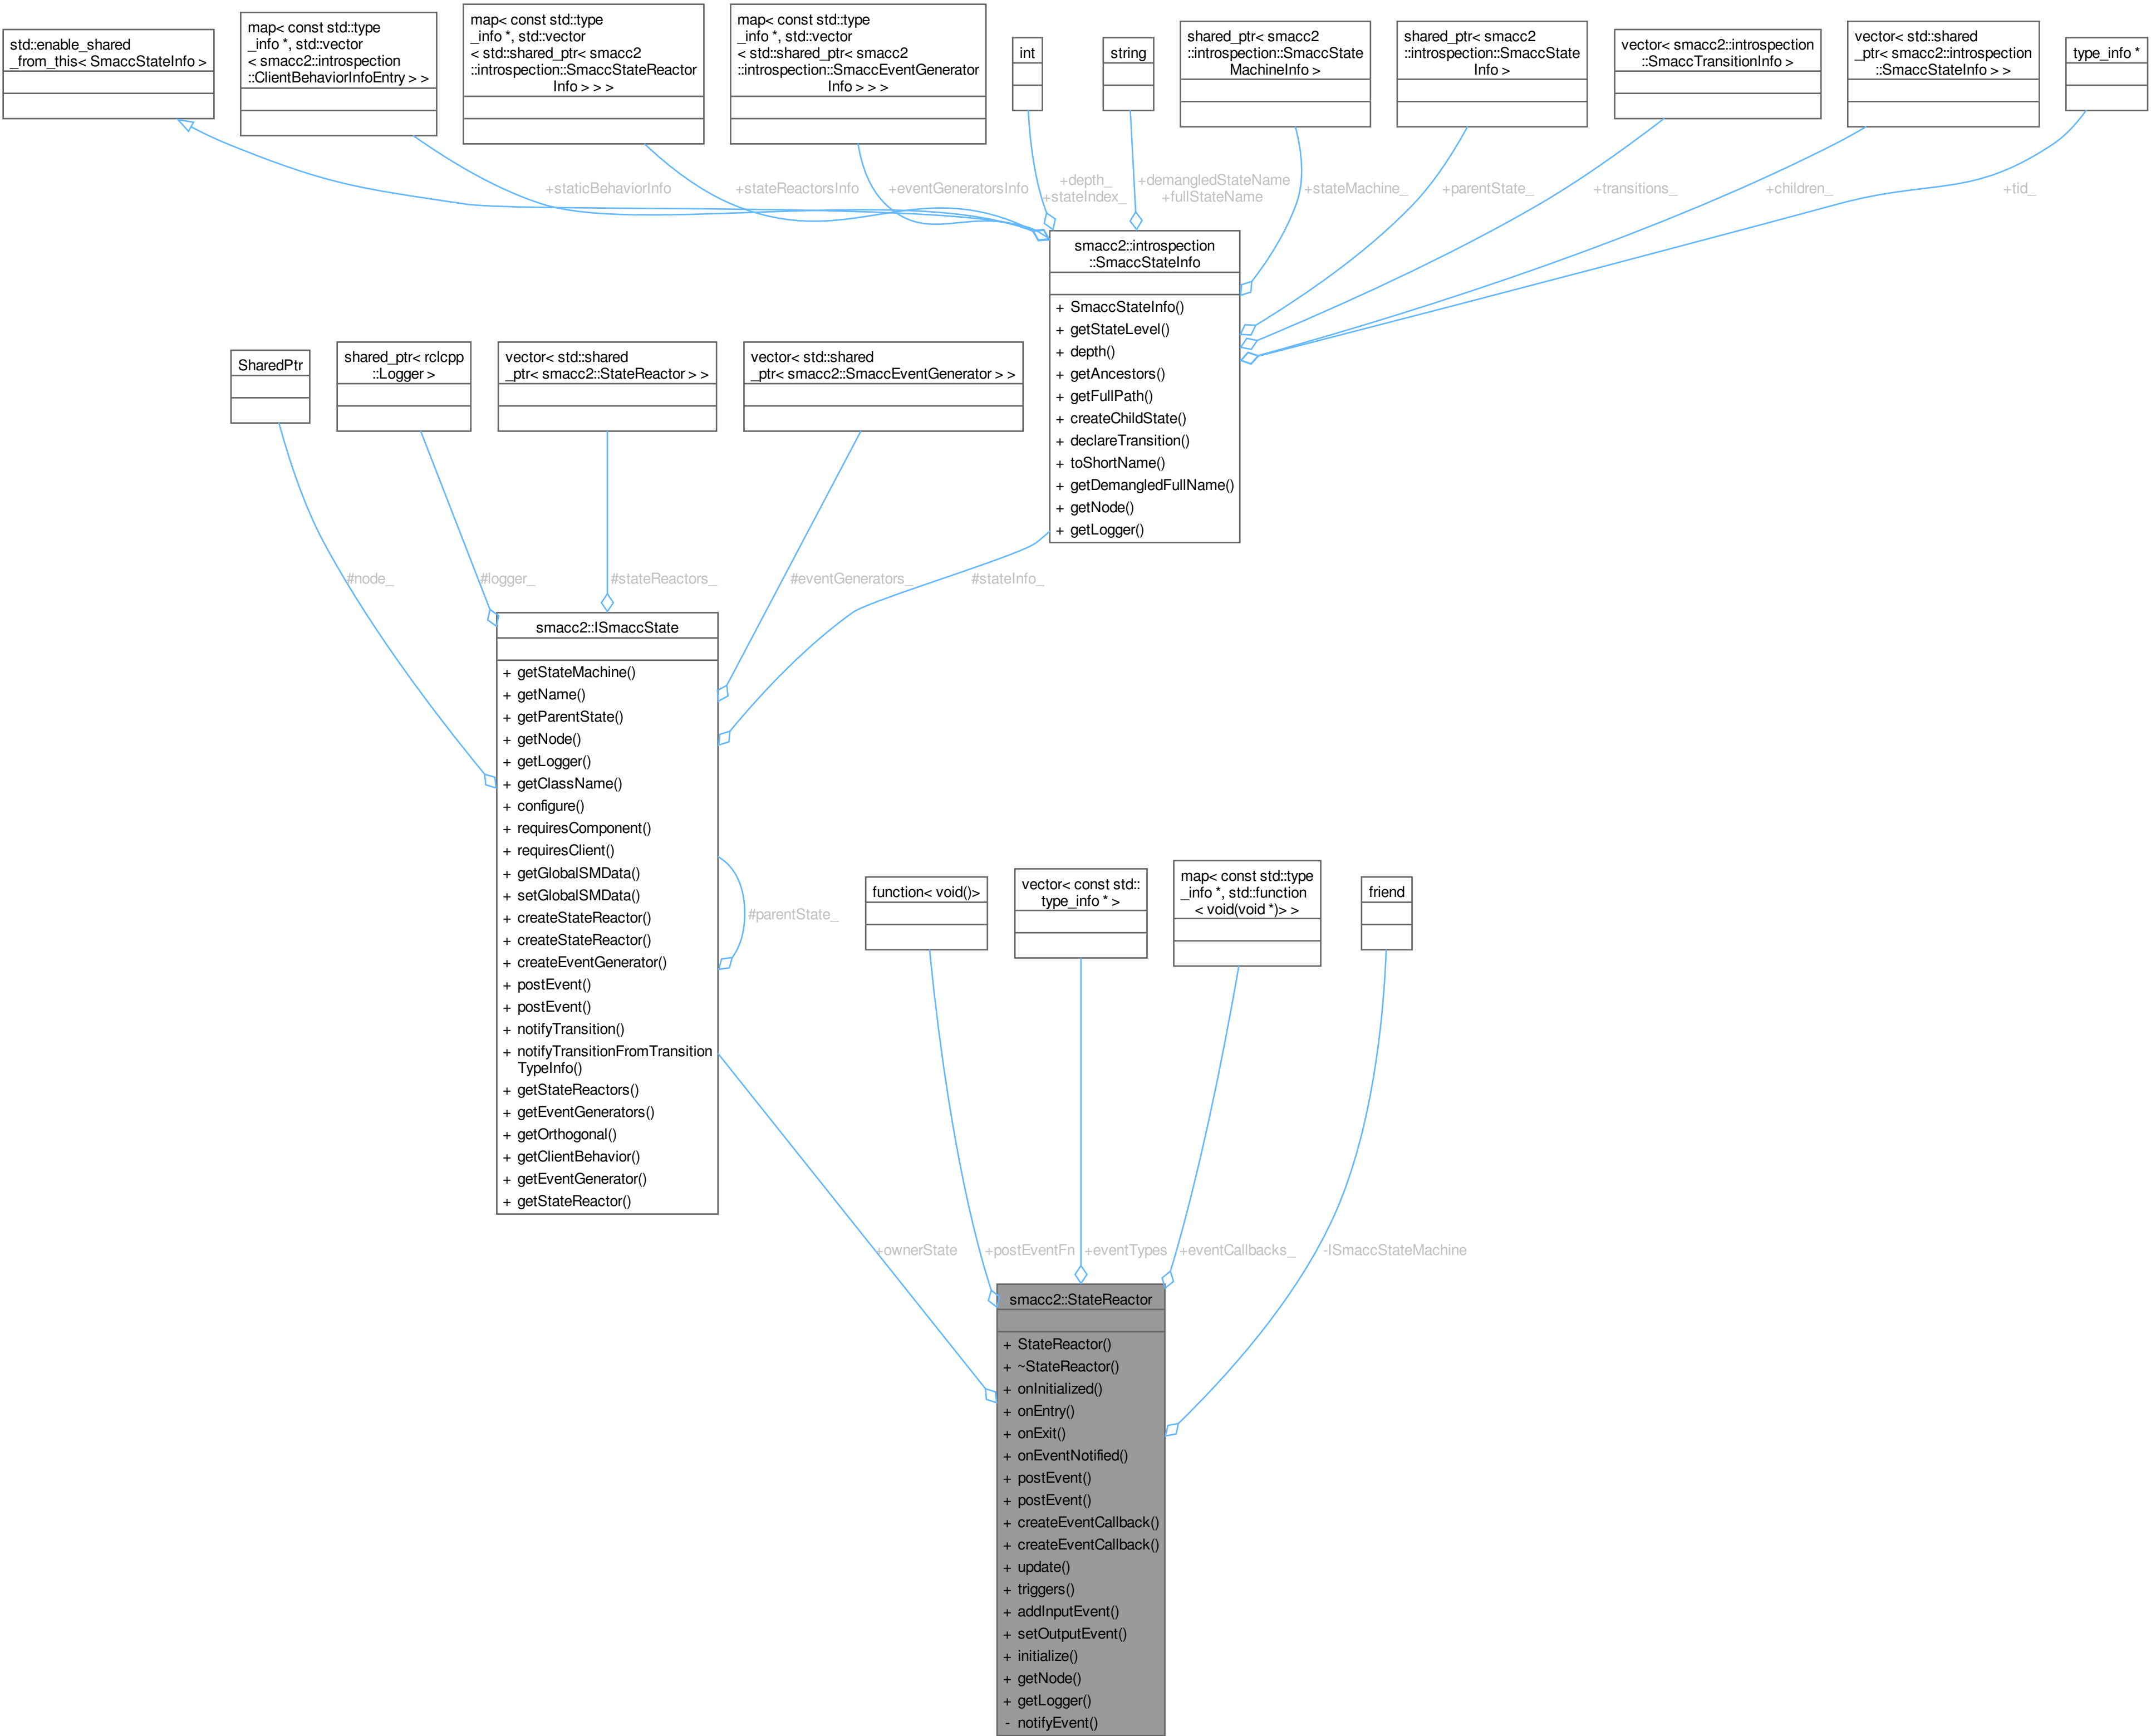 std::enable_shared
_from_this< SmaccStateInfo >
map< const std::type
_info *, std::vector
< smacc2::introspection
::ClientBehaviorInfoEntry > >
map< const std::type
_info *, std::vector
< std::shared_ptr< smacc2
::introspection::SmaccStateReactor
Info > > >
map< const std::type
_info *, std::vector
< std::shared_ptr< smacc2
::introspection::SmaccEventGenerator
Info > > >
int
string
shared_ptr< smacc2
::introspection::SmaccState
MachineInfo >
shared_ptr< smacc2
::introspection::SmaccState
Info >
vector< smacc2::introspection
::SmaccTransitionInfo >
vector< std::shared
_ptr< smacc2::introspection
::SmaccStateInfo > >
type_info *
+staticBehaviorInfo
+stateReactorsInfo
+eventGeneratorsInfo
+depth_
+stateIndex_
+demangledStateName
+fullStateName
+stateMachine_
+parentState_
+transitions_
+children_
+tid_
smacc2::introspection
::SmaccStateInfo
+ SmaccStateInfo()
+ getStateLevel()
+ depth()
+ getAncestors()
+ getFullPath()
+ createChildState()
+ declareTransition()
+ toShortName()
+ getDemangledFullName()
+ getNode()
+ getLogger()
SharedPtr
shared_ptr< rclcpp
::Logger >
vector< std::shared
_ptr< smacc2::StateReactor > >
vector< std::shared
_ptr< smacc2::SmaccEventGenerator > >
#node_
#logger_
#stateReactors_
#eventGenerators_
#stateInfo_
smacc2::ISmaccState
+ getStateMachine()
+ getName()
+ getParentState()
+ getNode()
+ getLogger()
+ getClassName()
+ configure()
+ requiresComponent()
+ requiresClient()
+ getGlobalSMData()
+ setGlobalSMData()
+ createStateReactor()
+ createStateReactor()
+ createEventGenerator()
+ postEvent()
+ postEvent()
+ notifyTransition()
+ notifyTransitionFromTransition
TypeInfo()
+ getStateReactors()
+ getEventGenerators()
+ getOrthogonal()
+ getClientBehavior()
+ getEventGenerator()
+ getStateReactor()
#parentState_
function< void()>
vector< const std::
type_info * >
map< const std::type
_info *, std::function
< void(void *)> >
friend
+ownerState
+postEventFn
+eventTypes
+eventCallbacks_
-ISmaccStateMachine
smacc2::StateReactor
+ StateReactor()
+ ~StateReactor()
+ onInitialized()
+ onEntry()
+ onExit()
+ onEventNotified()
+ postEvent()
+ postEvent()
+ createEventCallback()
+ createEventCallback()
+ update()
+ triggers()
+ addInputEvent()
+ setOutputEvent()
+ initialize()
+ getNode()
+ getLogger()
- notifyEvent()